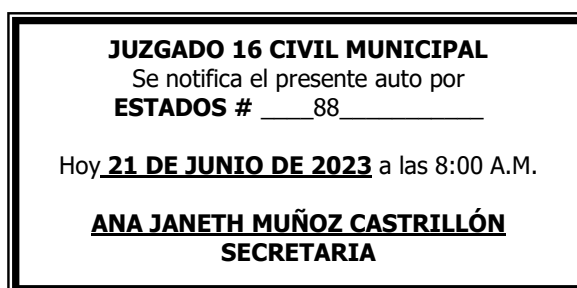 JUZGADO 16 CIVIL MUNICIPAL
Se notifica el presente auto por
ESTADOS # ____88___________
Hoy 21 DE JUNIO DE 2023 a las 8:00 A.M.
ANA JANETH MUÑOZ CASTRILLÓN
SECRETARIA